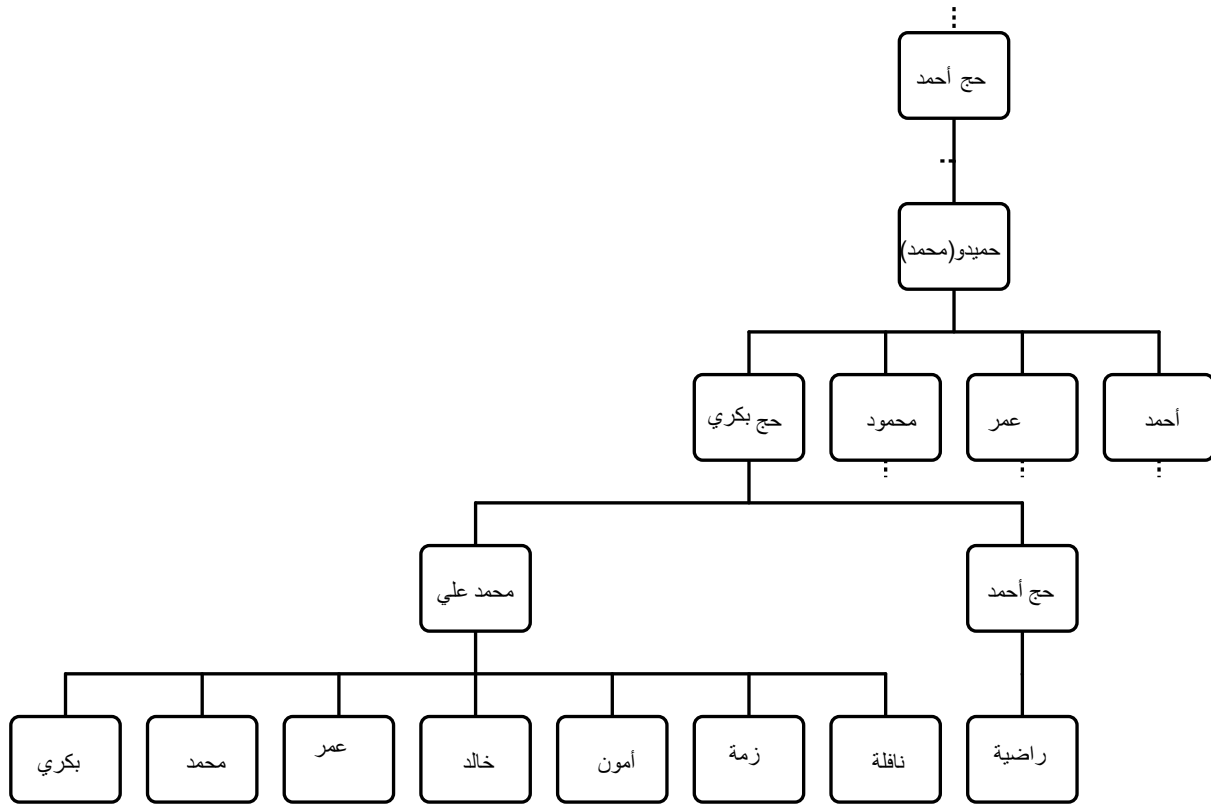 حج أحمد
حميدو(محمد)
أحمد
عمر
محمود
حج بكري
حج أحمد
محمد علي
راضية
نافلة
زمة
أمون
خالد
عمر
محمد
بكري